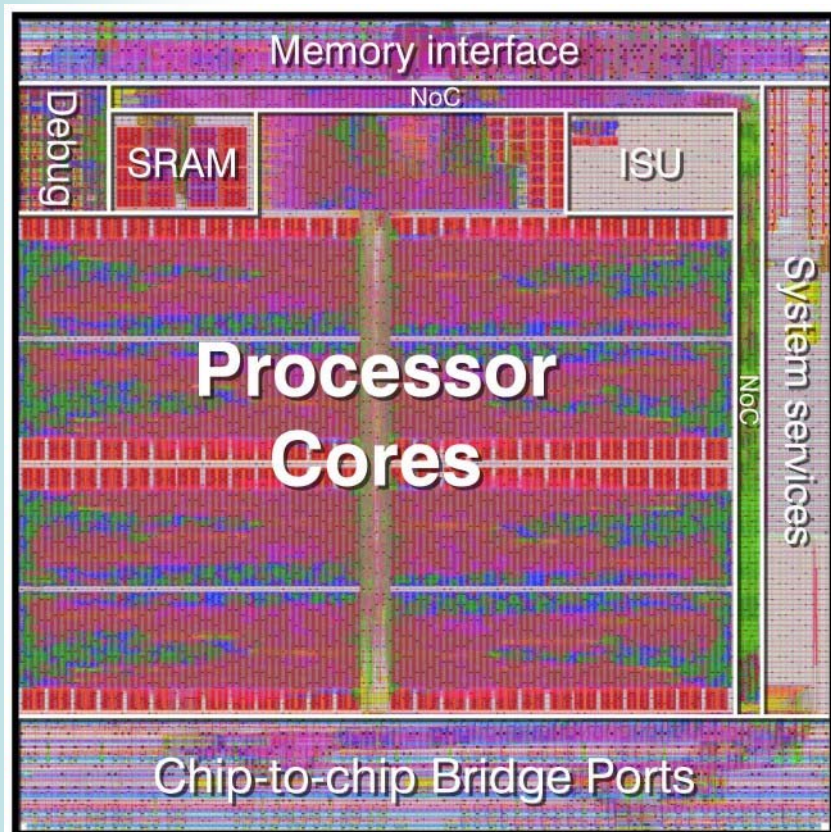 Memory interface
NoC
Debug
SRAM
ISU
System services
Processor
Cores
NoC
Chip-to-chip Bridge Ports